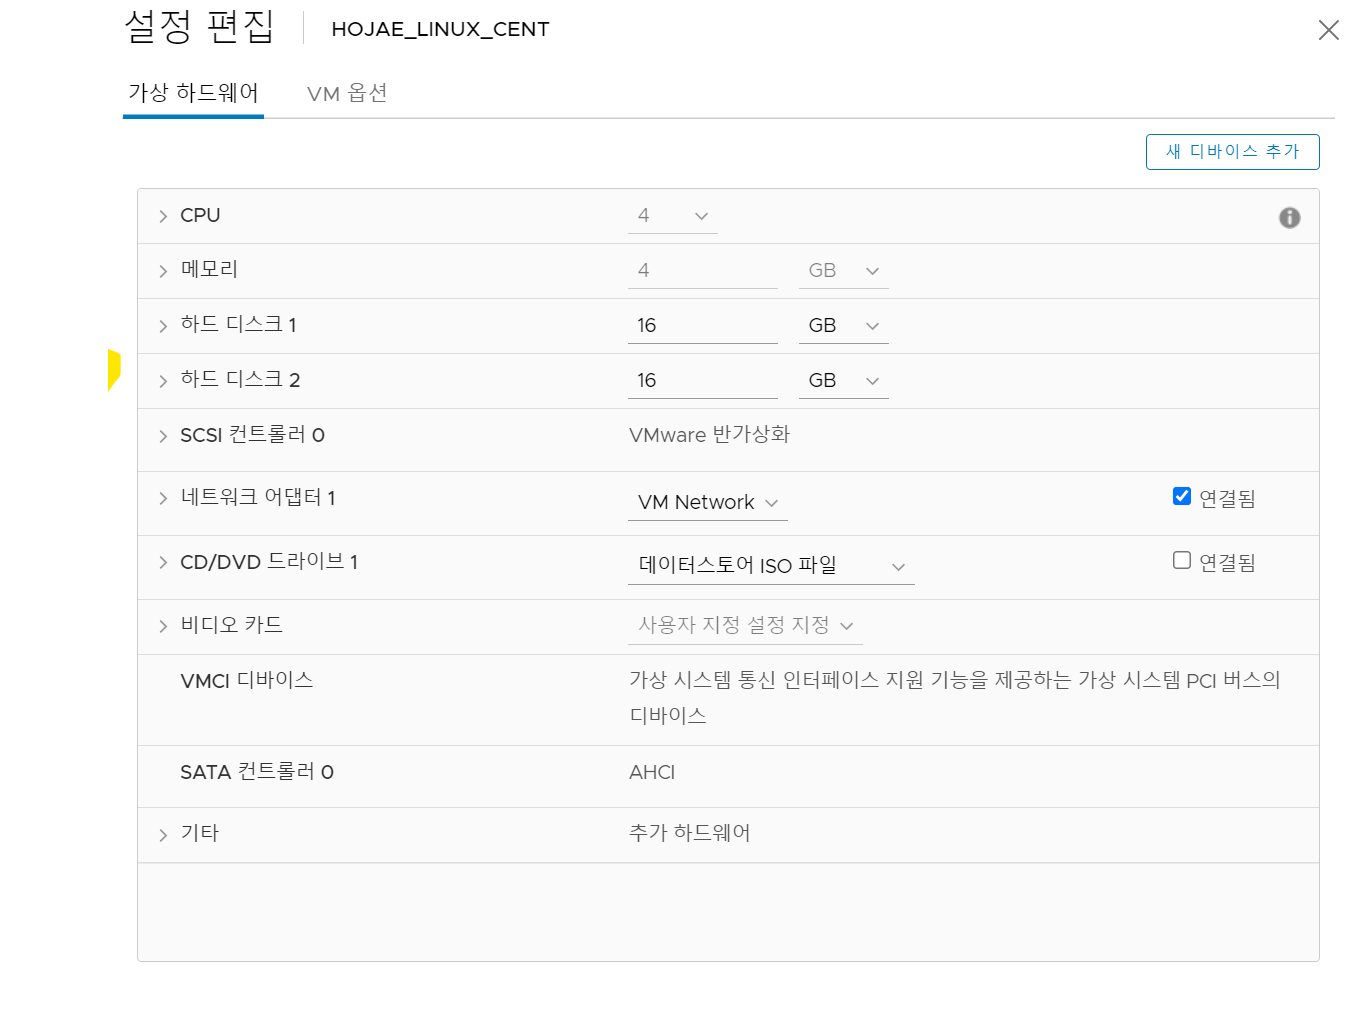 설정 편집 HOJAE_LINUX_CENT
가상 하드웨어 VM 옵션
새 디바이스 추가
CPU 4
메모리 4 GB
하드 디스크 1 16 GB
하드 디스크 2 16 GB
SCSI 컨트롤러 0 VMware 반가상화
네트워크 어댑터 1 VM Network 연결됨
CD/DVD 드라이브 1 데이터스토어 ISO 파일 연결됨
비디오 카드 사용자 지정 설정 지정
VMCI 디바이스 가상 시스템 통신 인터페이스 지원 기능을 제공하는 가상 시스템 PCI 버스의
디바이스
SATA 컨트롤러 0 AHCI
기타 추가 하드웨어